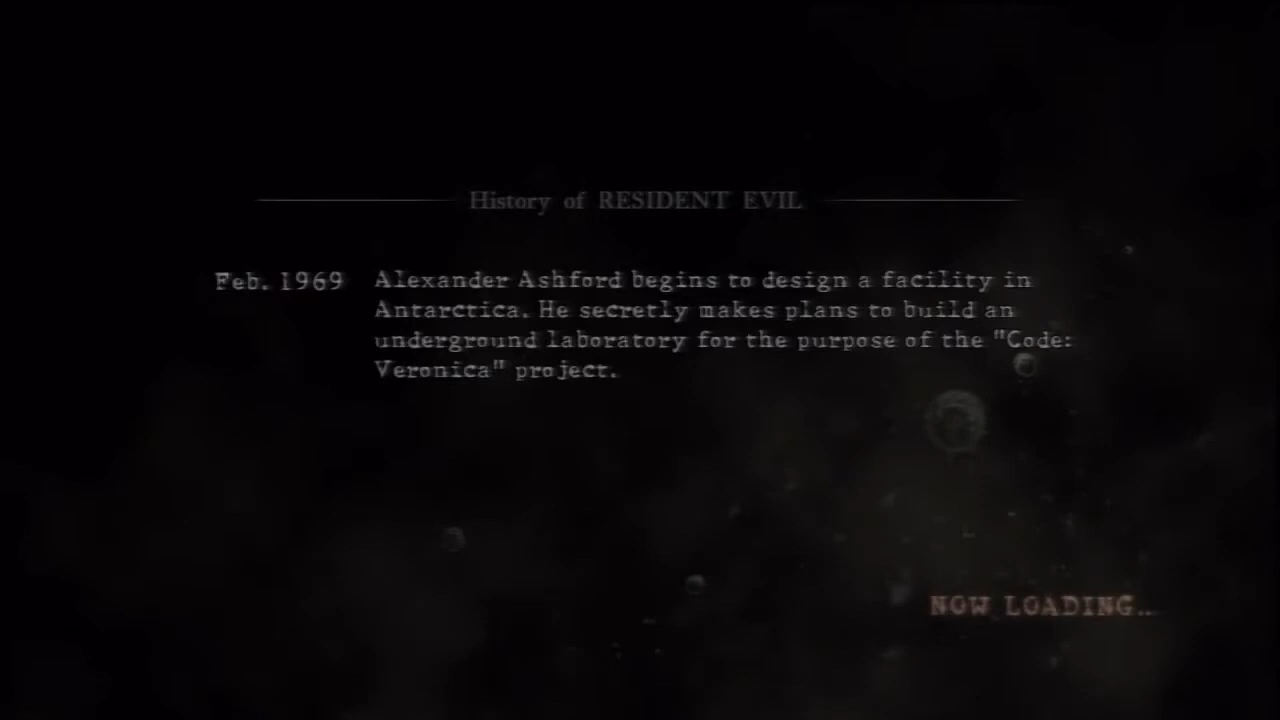 History of RESIDENT EVIL
Feb. 1969 Alexander Ashford begins to design a facility in
Antarctica. He secretly makes plans to build an
underground laboratory for the purpose of the "Code:
Veronica" project.
NOW LOADING...